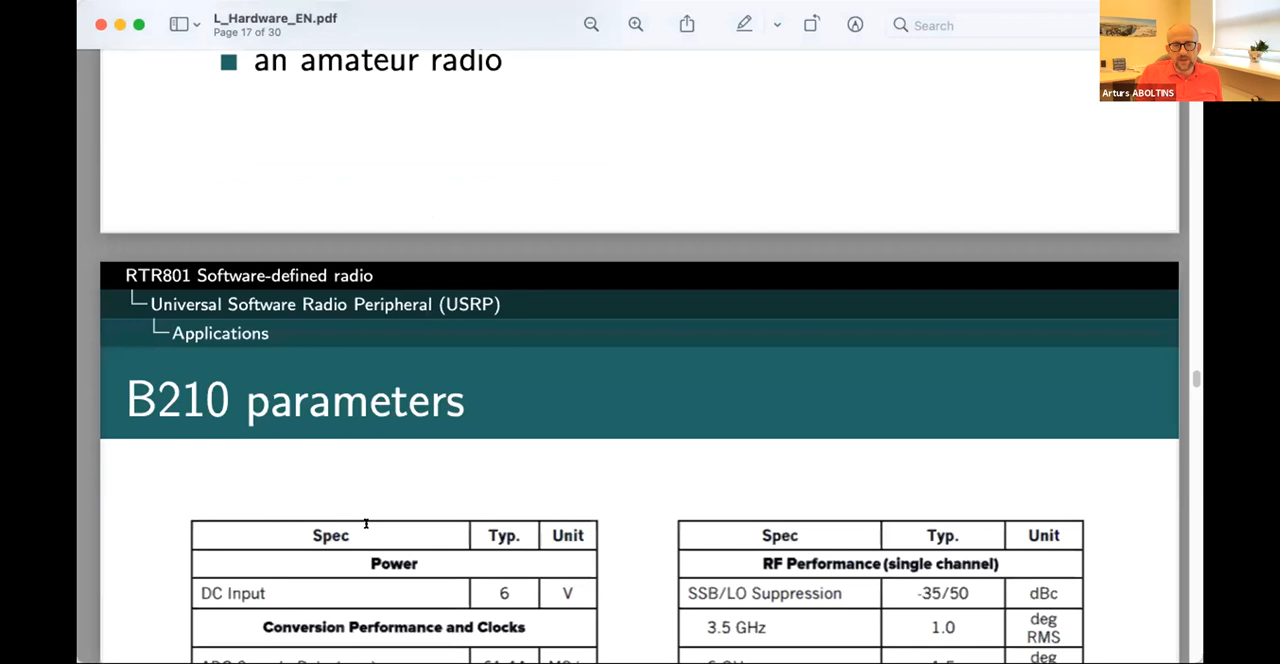 L_Hardware_EN.pdf
Page 17 of 30
Search
Arturs ABOLTINS
an amateur radio
RTR801 Software-defined radio
Universal Software Radio Peripheral (USRP)
Applications
B210 parameters
Spec Typ. Unit
Power
DC Input 6 V
Conversion Performance and Clocks
Spec Typ. Unit
RF Performance (single channel)
SSB/LO Suppression -35/50 dBc
3.5 GHz 1.0 deg RMS
deg